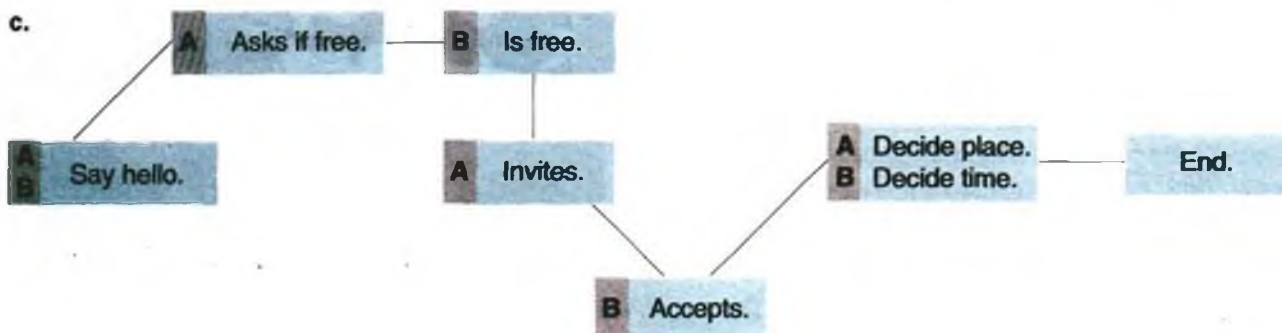 c.
A Asks if free.
B Is free.
A
B
Say hello.
A Invites.
A Decide place.
B Decide time.
End.
B Accepts.